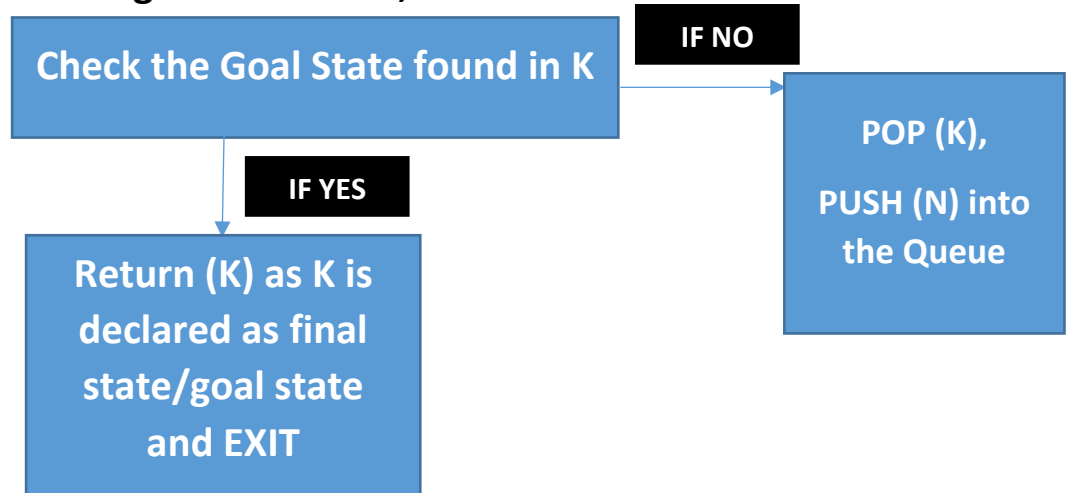 Check the Goal State found in K
IF NO
POP (K),
PUSH (N) into
the Queue
IF YES
Return (K) as K is
declared as final
state/goal state
and EXIT